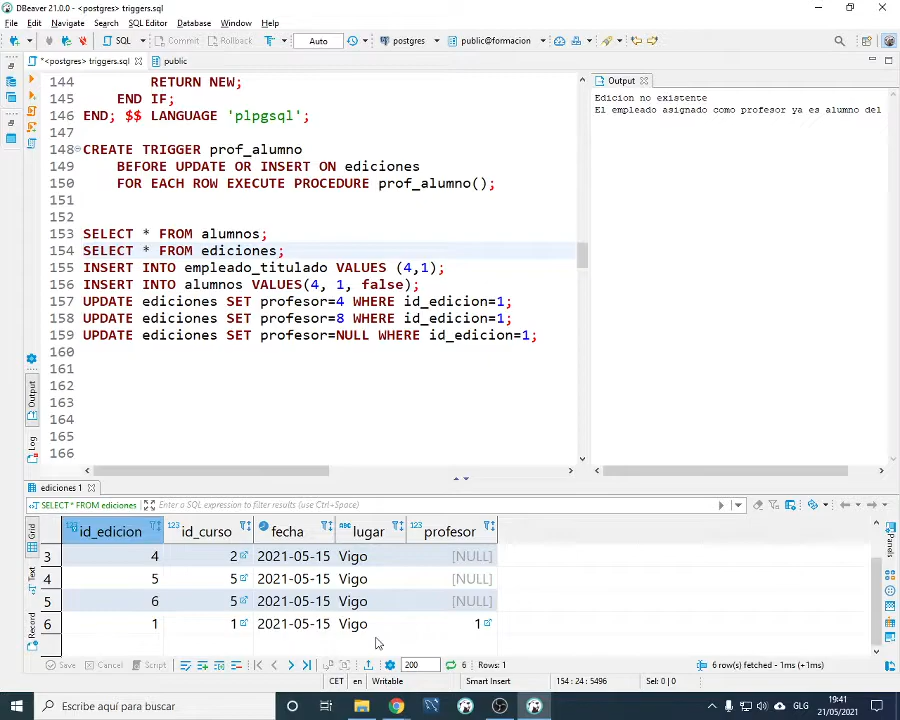 DBeaver 21.0.0 - <postgres> triggers.sql
File Edit Navigate Search SQL Editor Database Window Help
SQL Commit Rollback Auto postgres public@formacion
*<postgres> triggers.sql public
144 RETURN NEW;
145 END IF;
146 END; $$ LANGUAGE 'plpgsql';
147
148 CREATE TRIGGER prof_alumno
149 BEFORE UPDATE OR INSERT ON ediciones
150 FOR EACH ROW EXECUTE PROCEDURE prof_alumno();
151
152
153 SELECT * FROM alumnos;
154 SELECT * FROM ediciones;
155 INSERT INTO empleado_titulado VALUES (4,1);
156 INSERT INTO alumnos VALUES(4, 1, false);
157 UPDATE ediciones SET profesor=4 WHERE id_edicion=1;
158 UPDATE ediciones SET profesor=8 WHERE id_edicion=1;
159 UPDATE ediciones SET profesor=NULL WHERE id_edicion=1;
160
161
162
163
164
165
166
Output
Log
Output
Edicion no existente
El empleado asignado como profesor ya es alumno del
ediciones 1
SELECT * FROM ediciones Enter a SQL expression to filter results (use Ctrl+Space)
Grid
Text
Record
Panels
id_edicion id_curso fecha lugar profesor
3 4 2 2021-05-15 Vigo [NULL]
4 5 5 2021-05-15 Vigo [NULL]
5 6 5 2021-05-15 Vigo [NULL]
6 1 1 2021-05-15 Vigo 1
Save Cancel Script 200 6 Rows: 1 6 row(s) fetched - 1ms (+1ms)
CET en Writable Smart Insert 154 : 24 : 5496 Sel: 0 | 0
Escribe aquí para buscar
GLG
19:41
21/05/2021